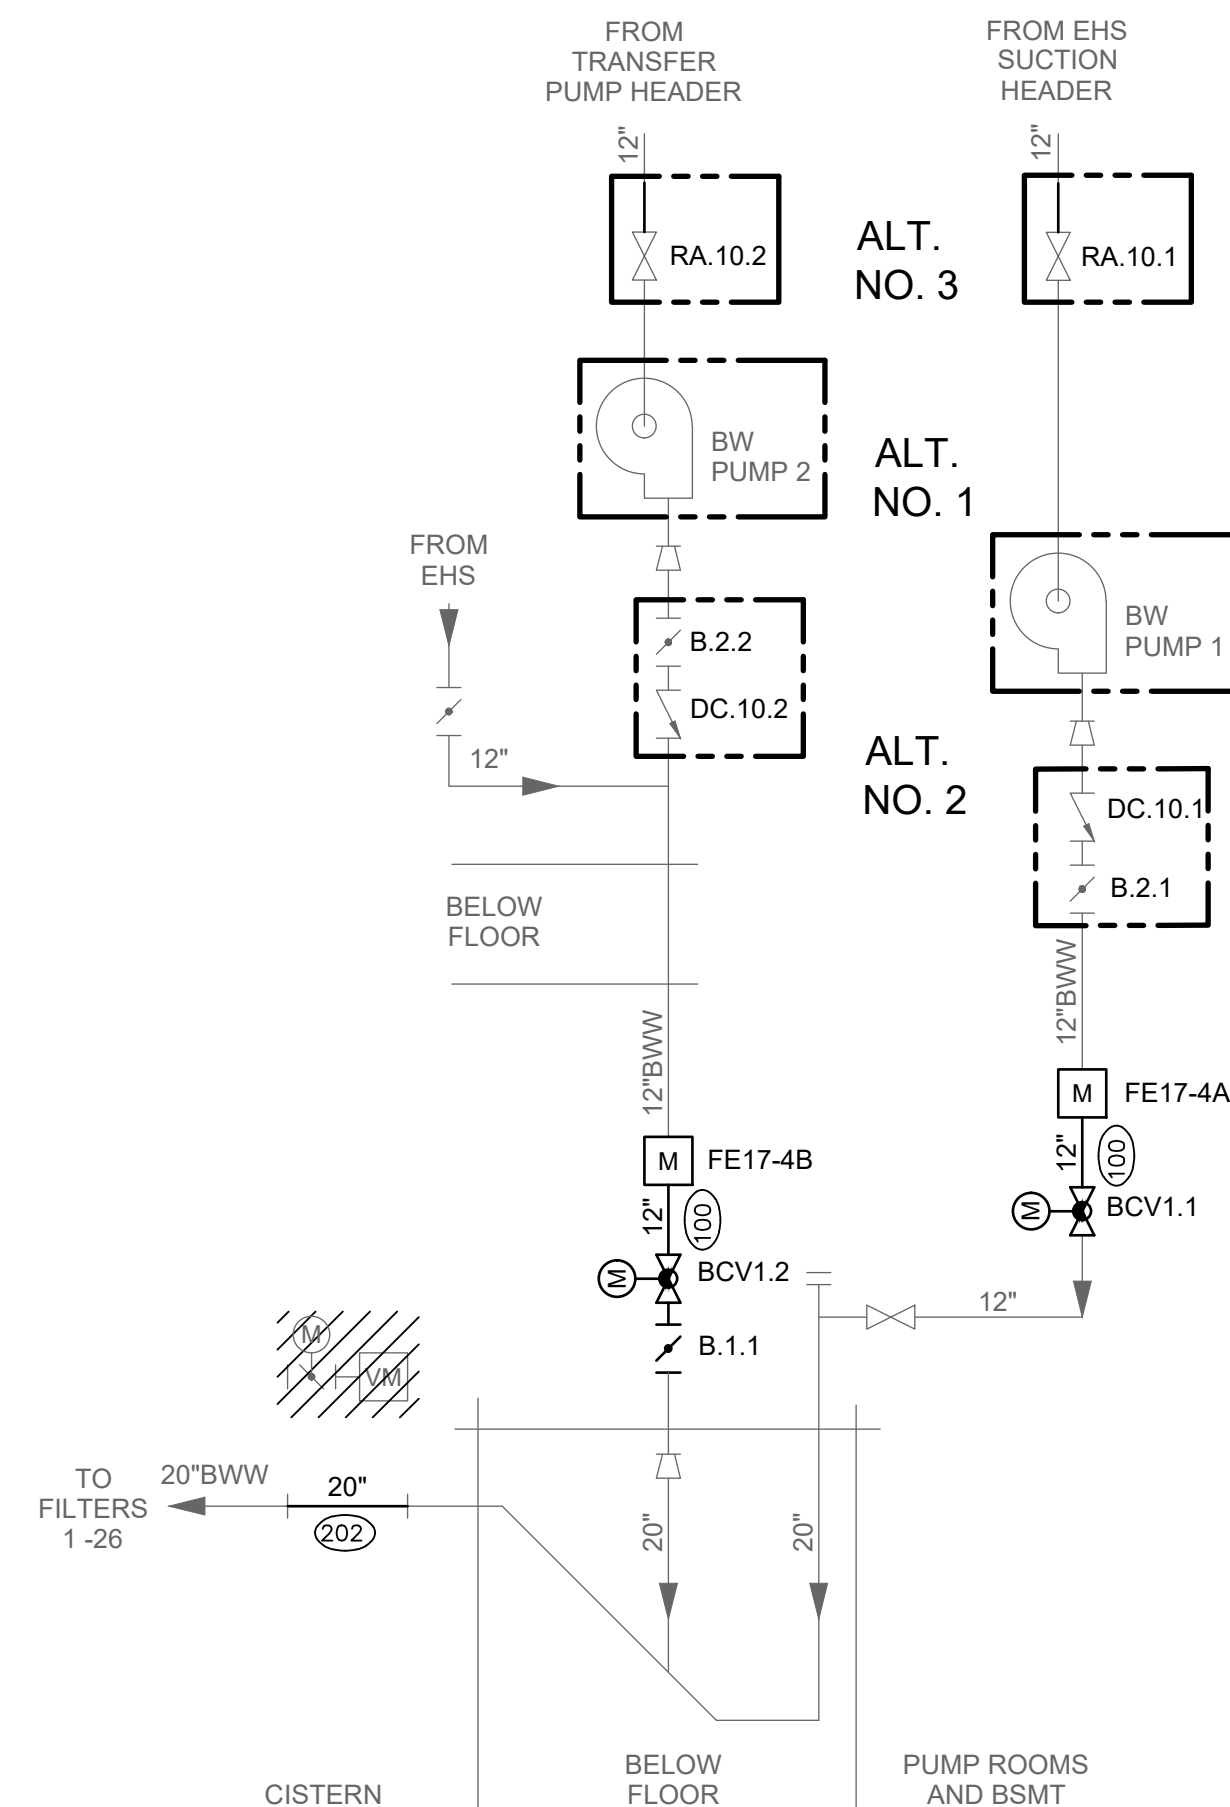 FROM
TRANSFER
PUMP HEADER
FROM EHS
SUCTION
HEADER
12"
12"
RA.10.2
ALT.
NO. 3
RA.10.1
BW
PUMP 2
ALT.
NO. 1
FROM
EHS
BW
PUMP 1
B.2.2
DC.10.2
12"
ALT.
NO. 2
DC.10.1
B.2.1
BELOW
FLOOR
12"BWW
12"BWW
M
FE17-4A
12"
100
M
FE17-4B
12"
100
M
BCV1.1
M
BCV1.2
12"
B.1.1
M
VM
TO
FILTERS
1 -26
20"BWW
20"
202
20"
20"
CISTERN
BELOW
FLOOR
PUMP ROOMS
AND BSMT